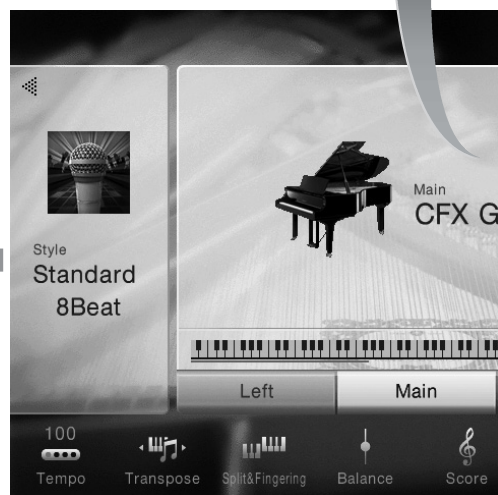 Style
Standard
8Beat
Main
CFX G
Left
Main
100
Tempo
Transpose
Split&Fingering
Balance
Score